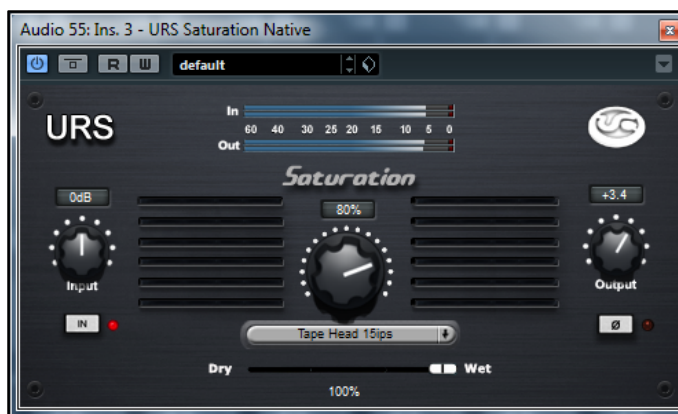 Audio 55: Ins. 3 - URS Saturation Native
R W default
URS
In
60 40 30 25 20 15 10 5 0
Out
Saturation
0dB
80%
+3.4
Input
Output
IN
Tape Head 15ips
Ø
Dry
Wet
100%